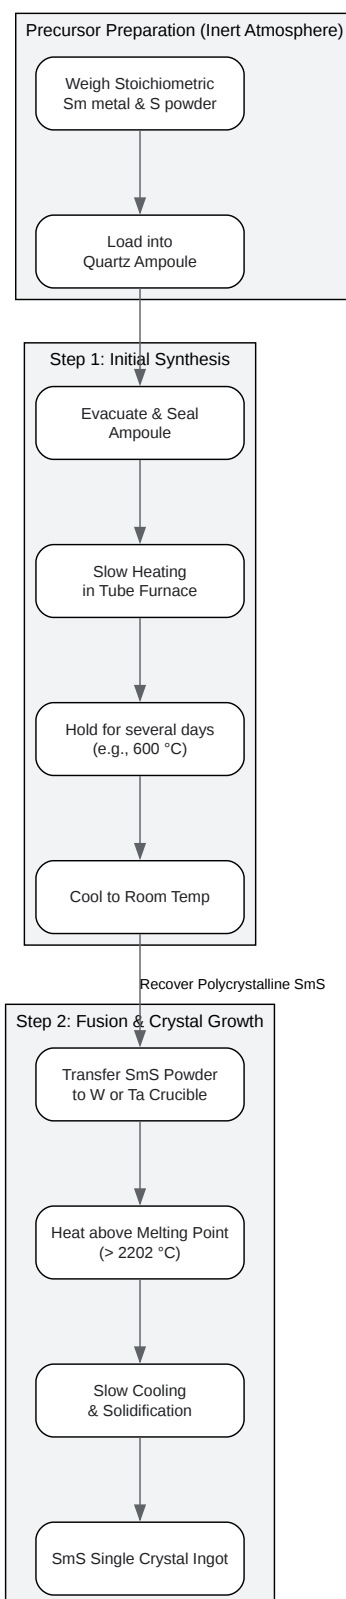 Precursor Preparation (Inert Atmosphere)
Weigh Stoichiometric
Sm metal & S powder
Load into
Quartz Ampoule
Step 1: Initial Synthesis
Evacuate & Seal
Ampoule
Slow Heating
in Tube Furnace
Hold for several days
(e.g., 600 °C)
Cool to Room Temp
Recover Polycrystalline SmS
Step 2: Fusion & Crystal Growth
Transfer SmS Powder
to W or Ta Crucible
Heat above Melting Point
(> 2202 °C)
Slow Cooling
& Solidification
SmS Single Crystal Ingot